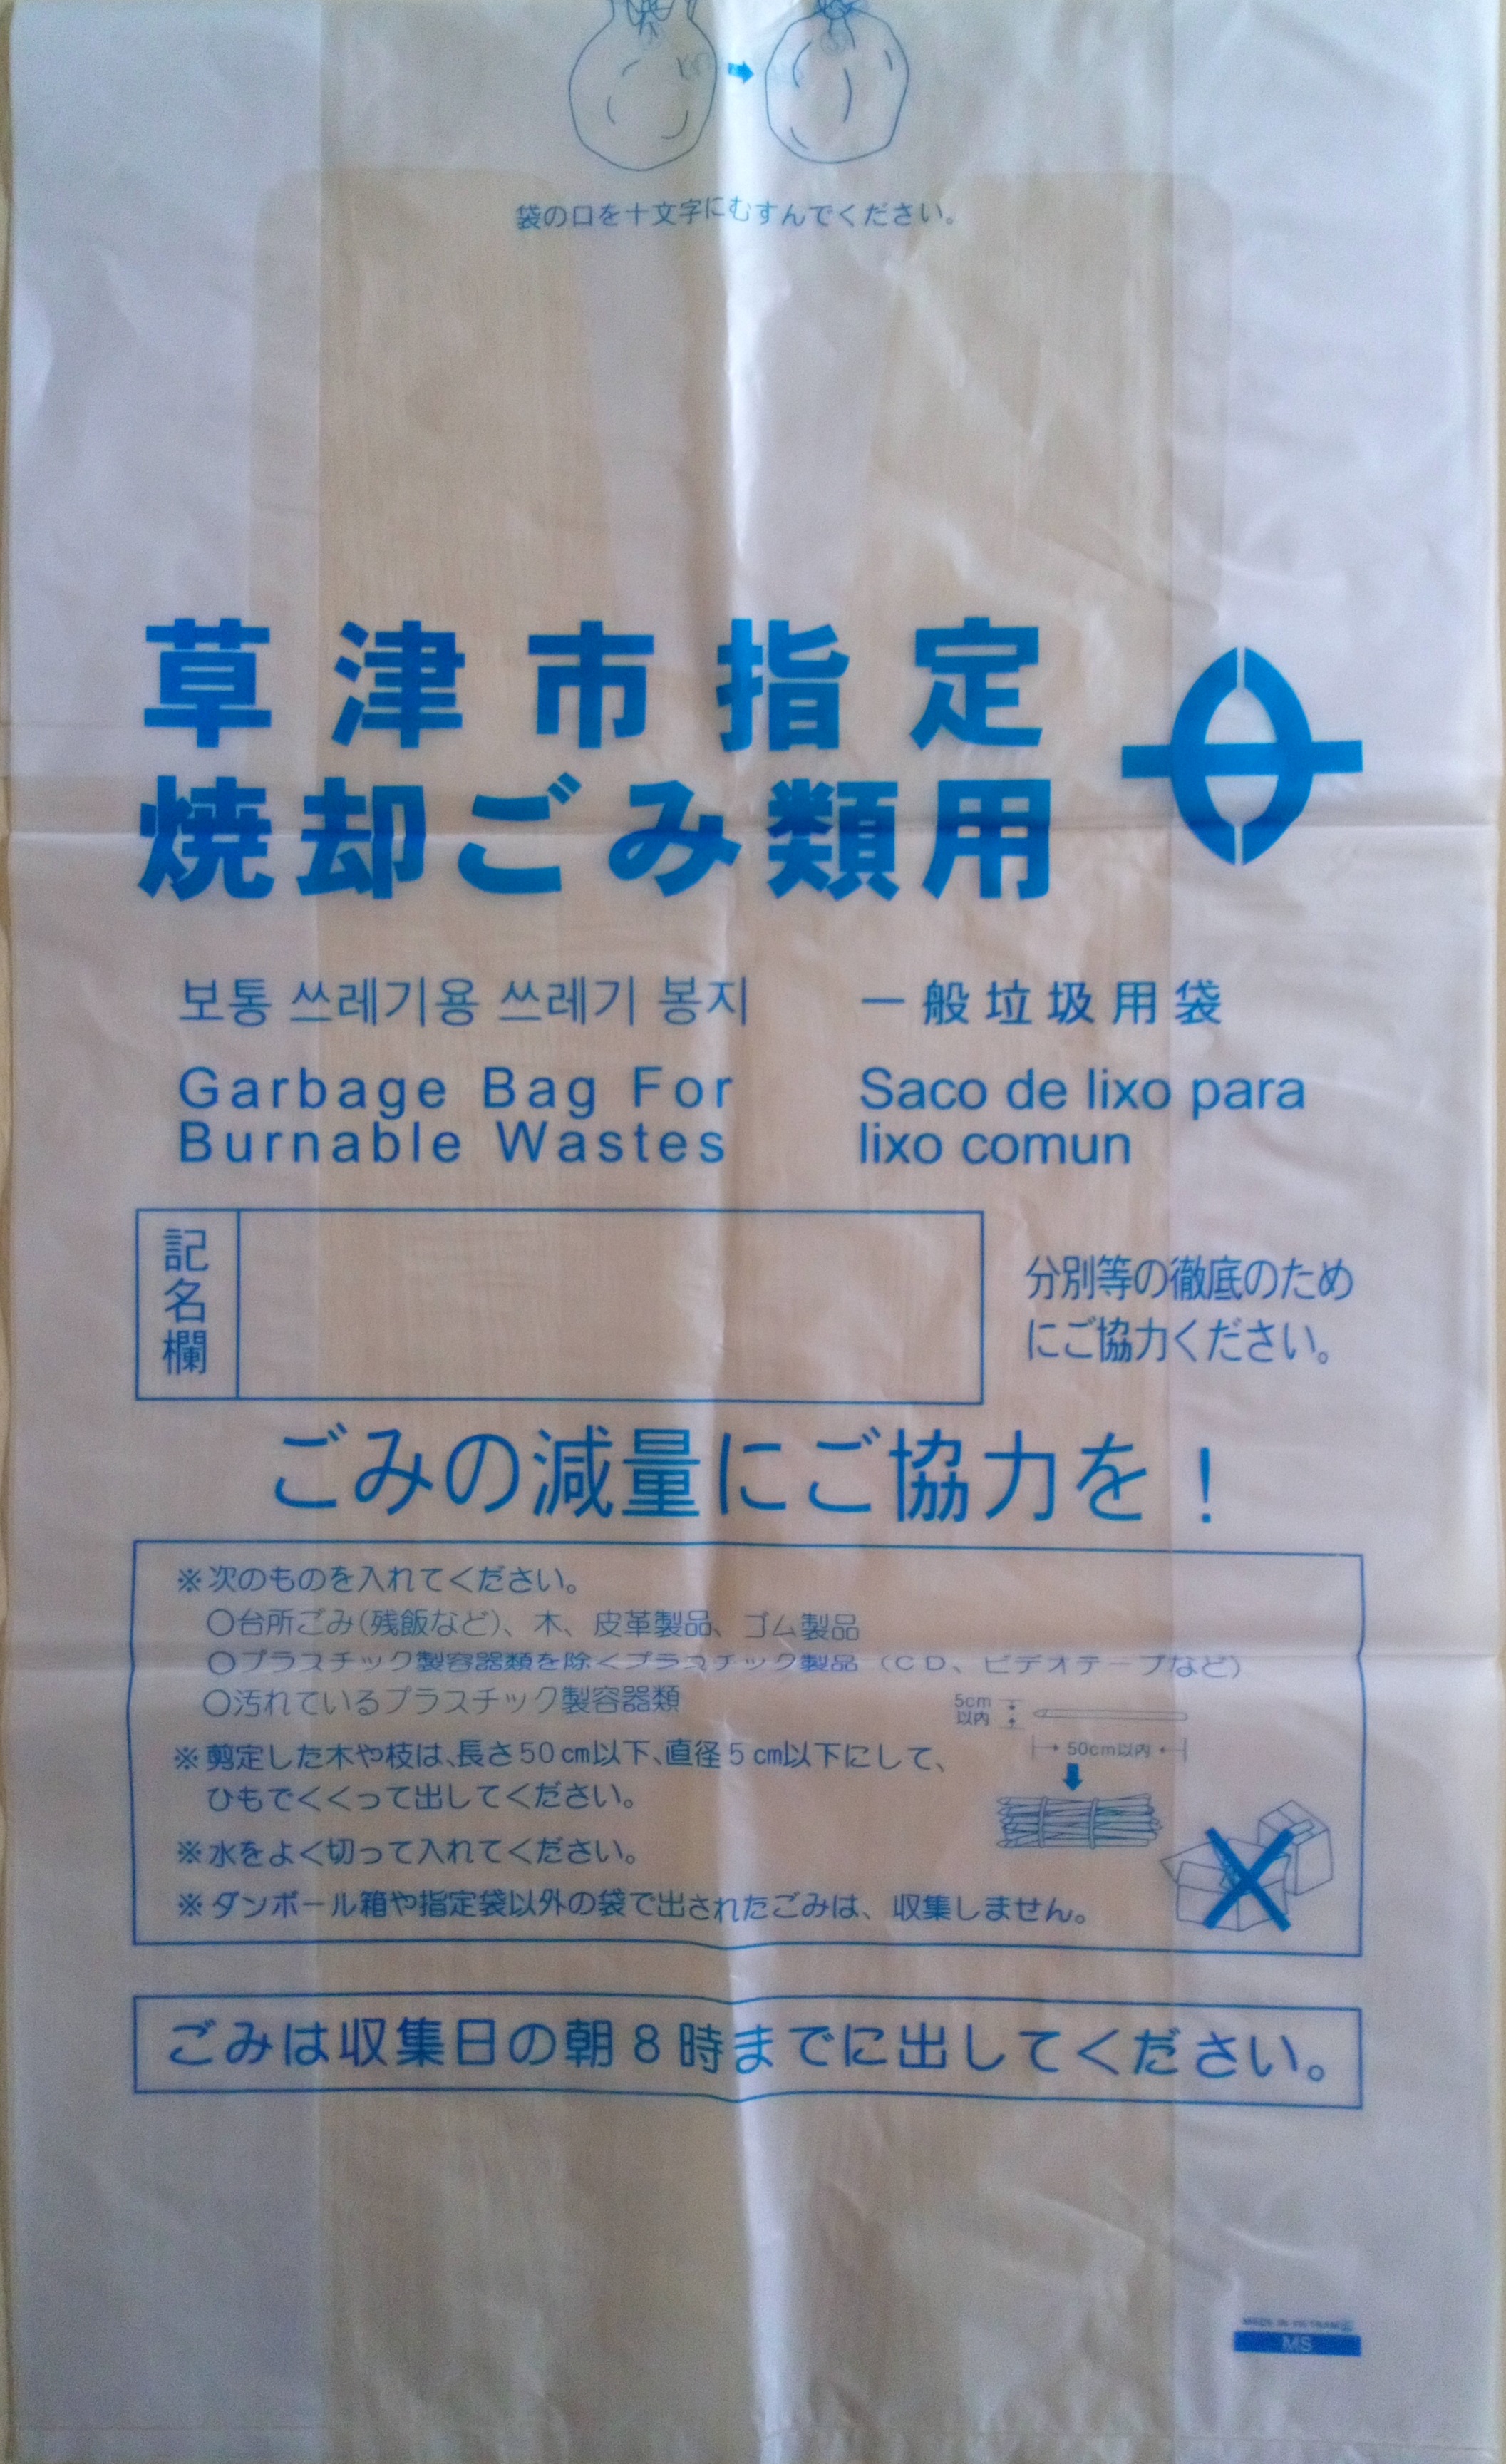 袋の口を十文字にむすんでください。
草津市指定
焼却ごみ類用
보통 쓰레기용 쓰레기 봉지
一般垃圾用袋
Garbage Bag For
Burnable Wastes
Saco de lixo para
lixo comun
記名欄
分別等の徹底のため
にご協力ください。
ごみの減量にご協力を！
※次のものを入れてください。
○台所ごみ(残飯など)、木、皮革製品、ゴム製品
○プラスチック製容器類を除くプラスチック製品（CD、ビデオテープなど）
○汚れているプラスチック製容器類
5cm
以内
50cm以内
※剪定した木や枝は、長さ50㎝以下、直径5㎝以下にして、
ひもでくくって出してください。
※水をよく切って入れてください。
※ダンボール箱や指定袋以外の袋で出されたごみは、収集しません。
ごみは収集日の朝8時までに出してください。
MADE IN VIETNAM
MS